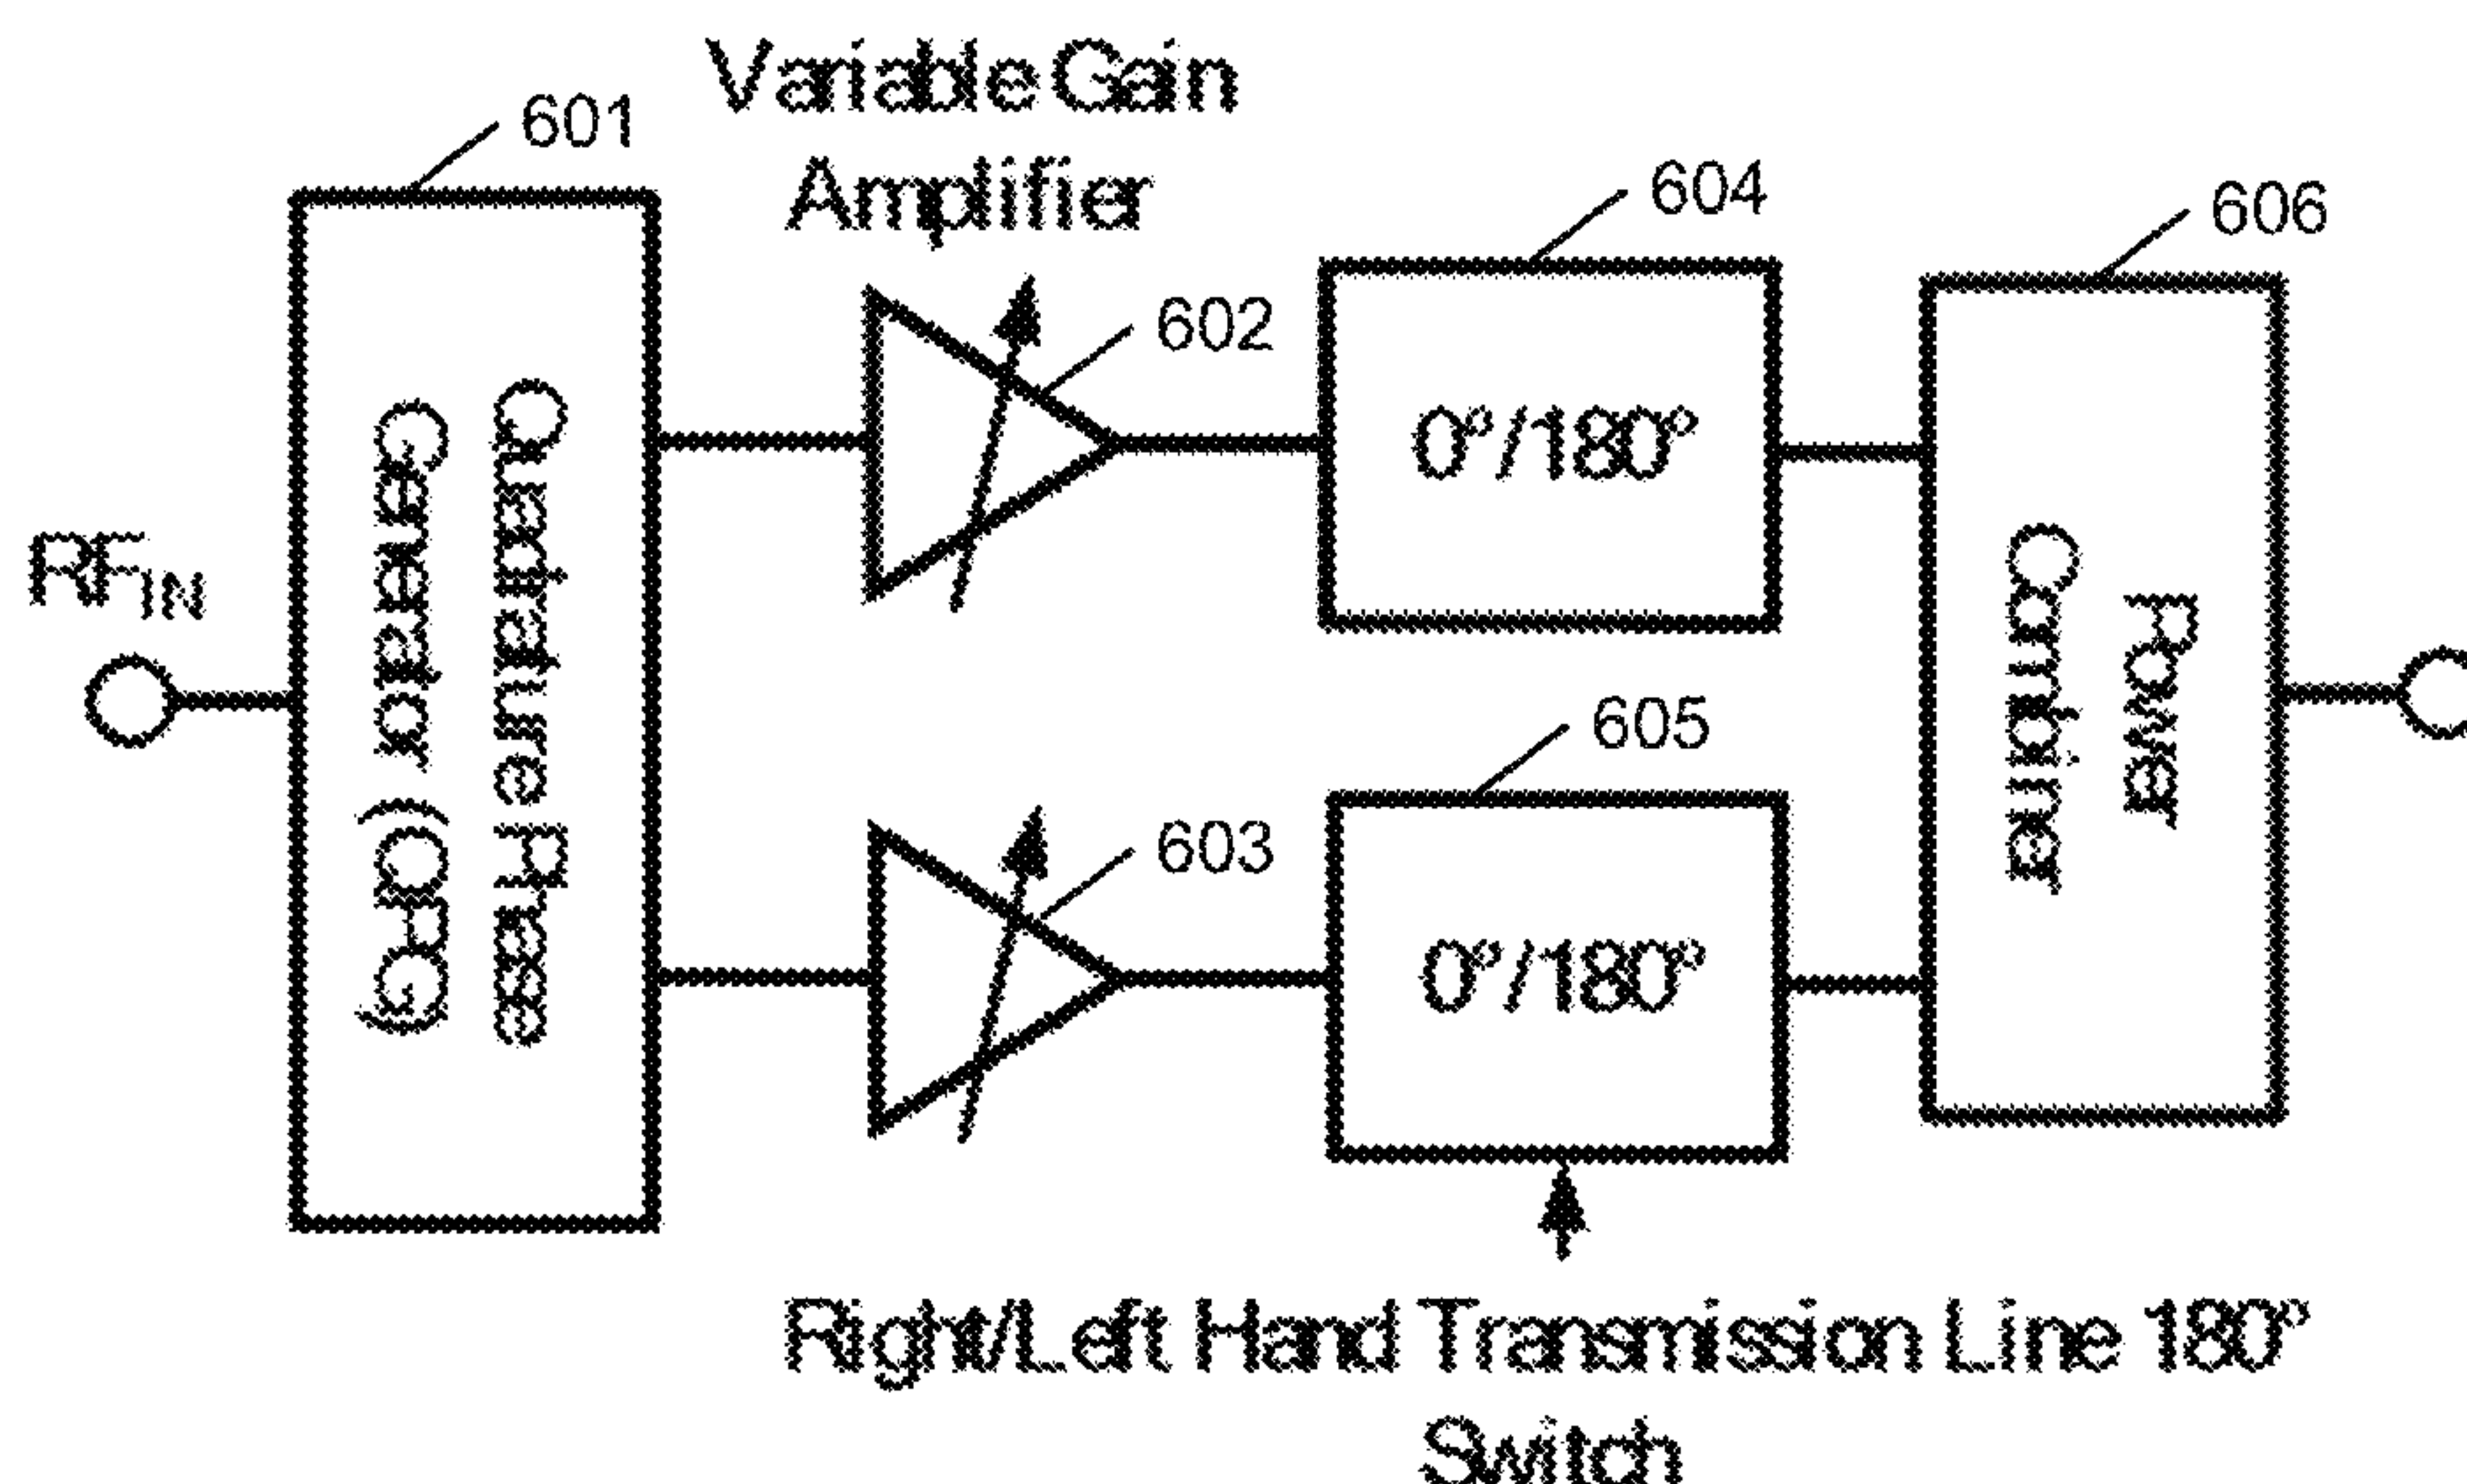 Variable Gain
Amplifier
601
602
604
606
RF_IN
Quadrature Phase
Generator (QPG)
0°/180°
Power
Combiner
603
605
0°/180°
Right/Left Hand Transmission Line 180°
Switch